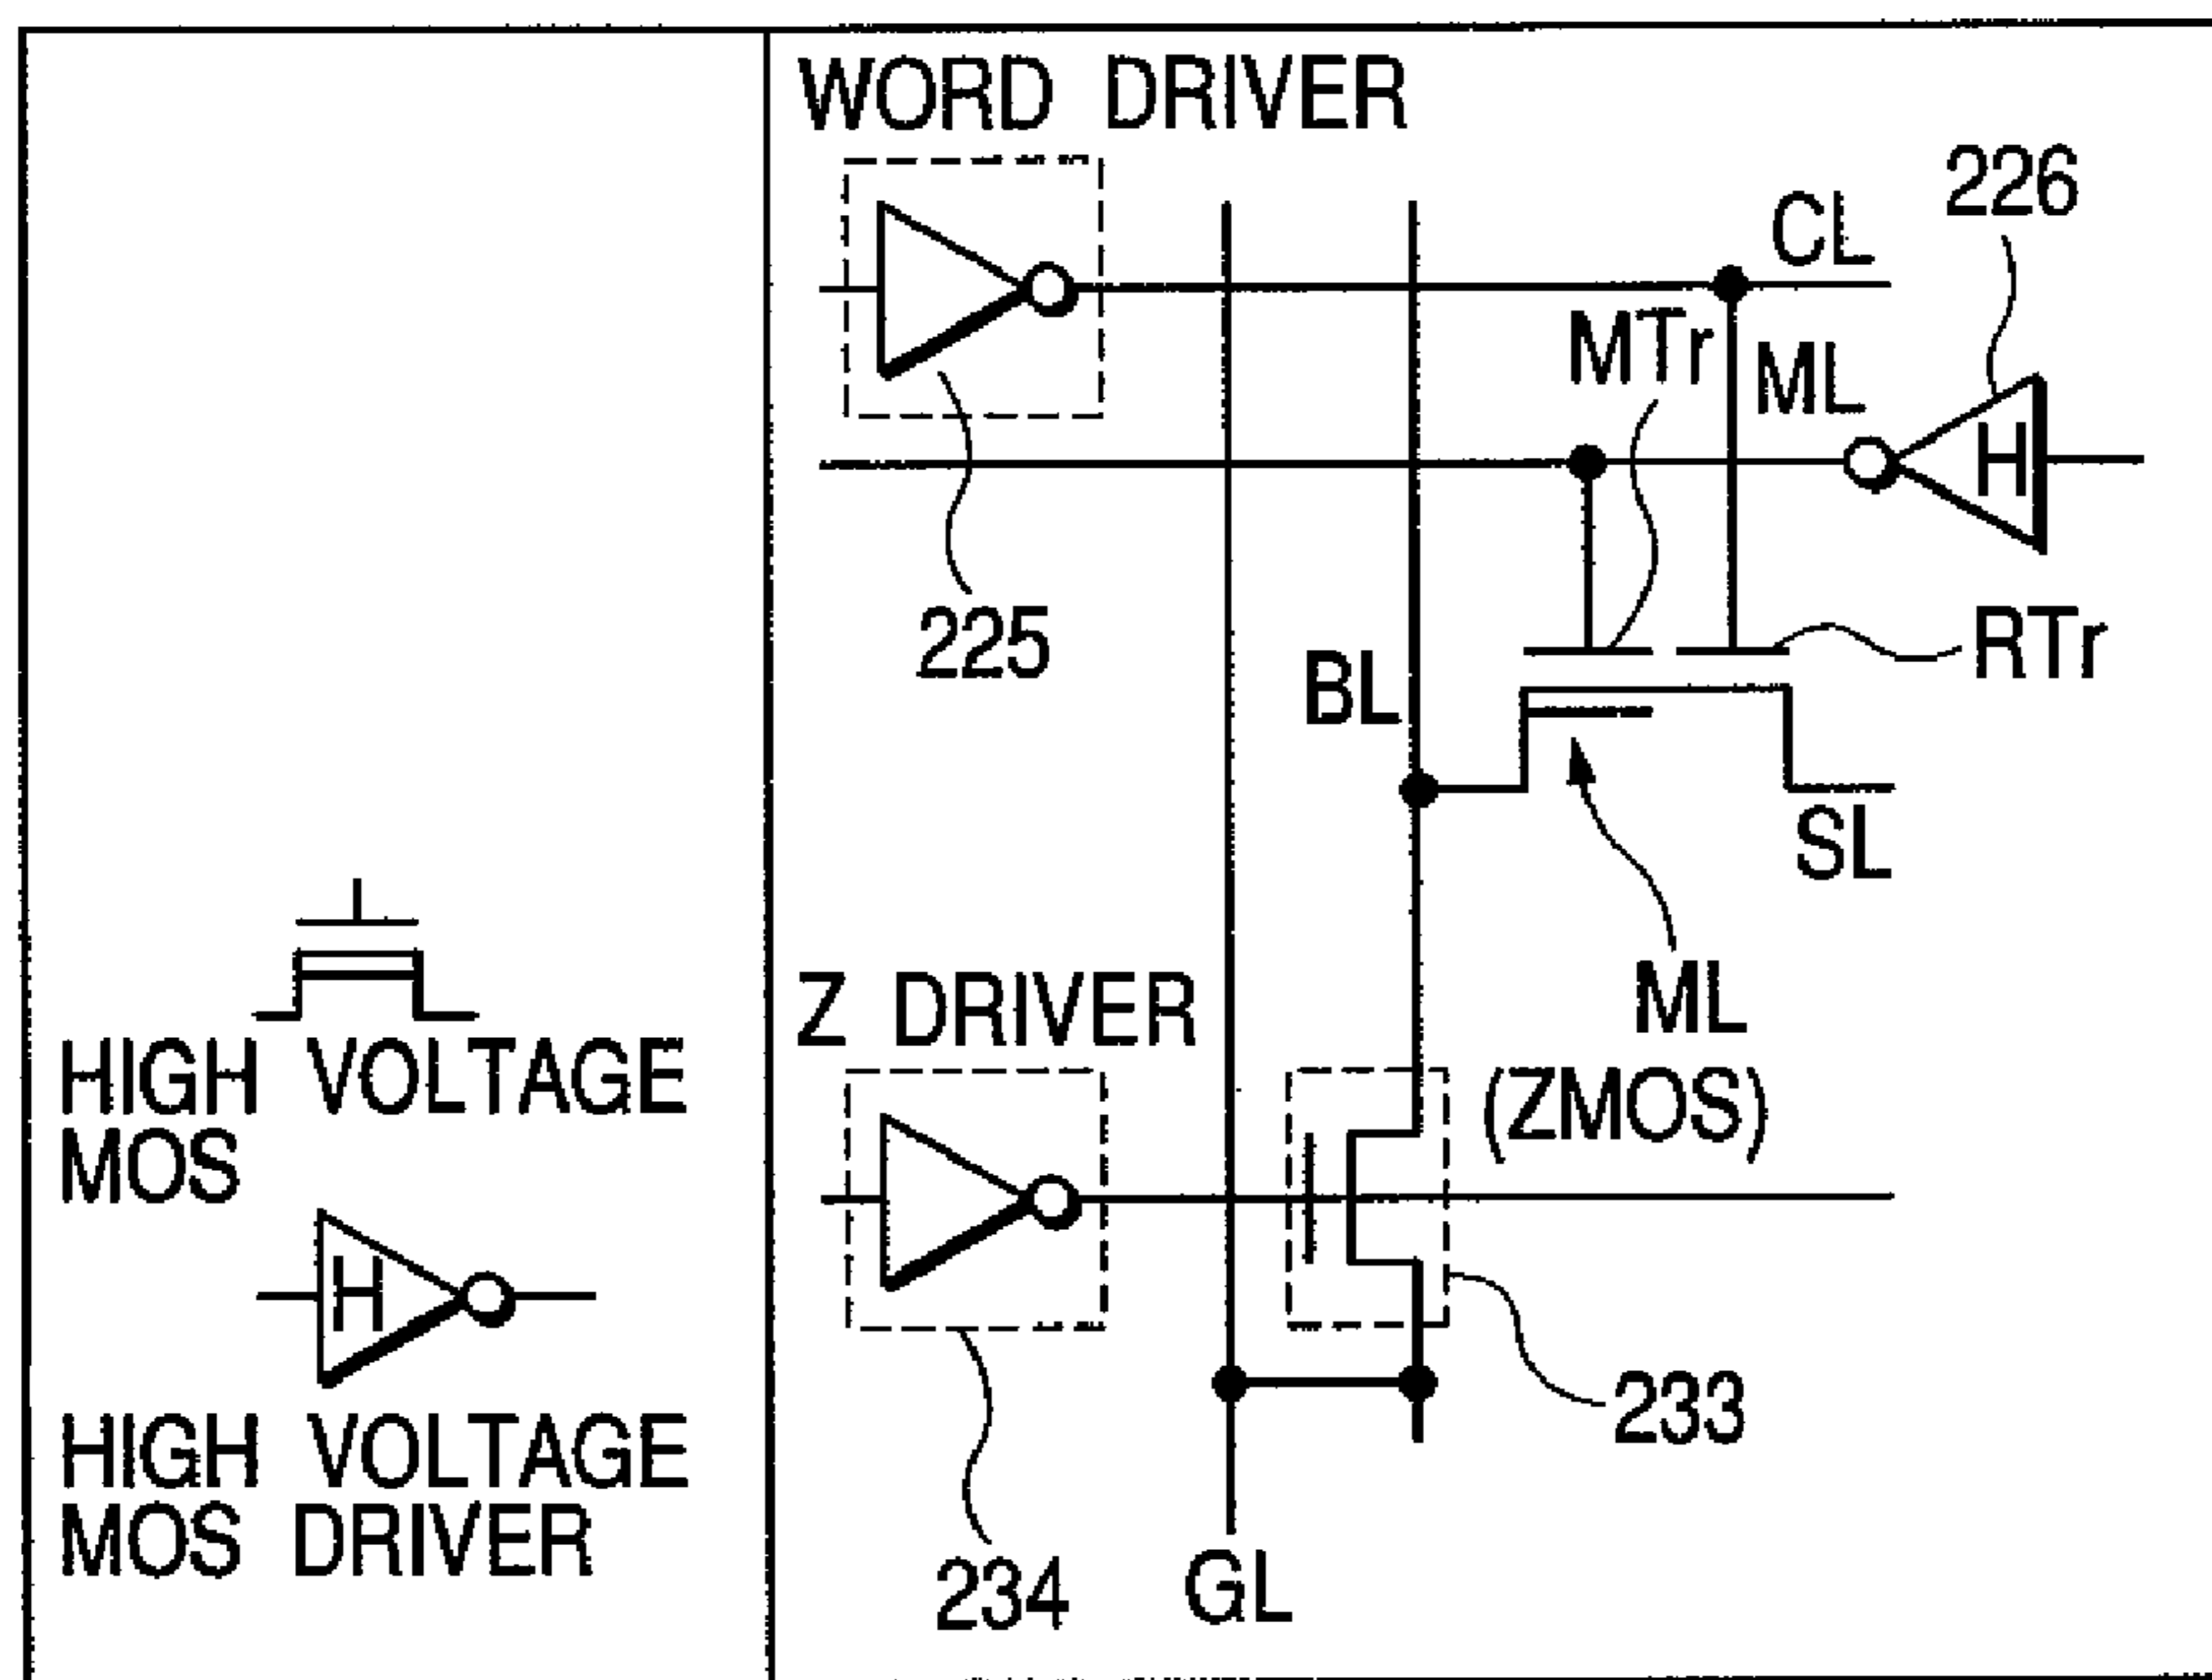 HIGH VOLTAGE
MOS
H
HIGH VOLTAGE
MOS DRIVER
WORD DRIVER
226
CL
MTr
ML
H
225
RTr
BL
SL
ML
Z DRIVER
(ZMOS)
233
234
GL